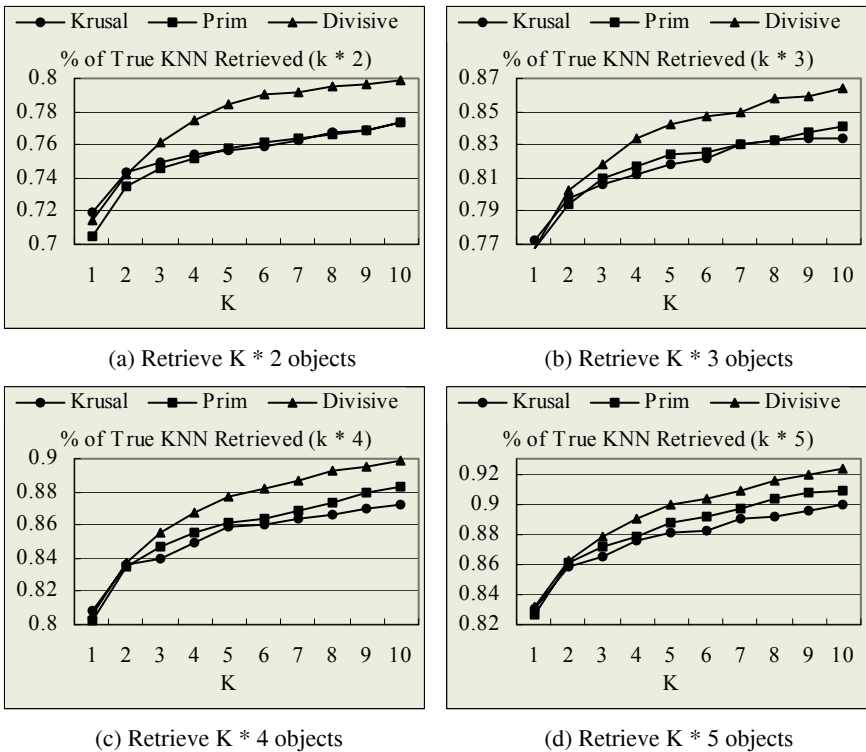 Krusal Prim Divisive
% of True KNN Retrieved (k * 2)
0.8
0.78
0.76
0.74
0.72
0.7
1 2 3 4 5 6 7 8 9 10
K
(a) Retrieve K * 2 objects
Krusal Prim Divisive
% of True KNN Retrieved (k * 3)
0.87
0.85
0.83
0.81
0.79
0.77
1 2 3 4 5 6 7 8 9 10
K
(b) Retrieve K * 3 objects
Krusal Prim Divisive
% of True KNN Retrieved (k * 4)
0.9
0.88
0.86
0.84
0.82
0.8
1 2 3 4 5 6 7 8 9 10
K
(c) Retrieve K * 4 objects
Krusal Prim Divisive
% of True KNN Retrieved (k * 5)
0.92
0.9
0.88
0.86
0.84
0.82
1 2 3 4 5 6 7 8 9 10
K
(d) Retrieve K * 5 objects